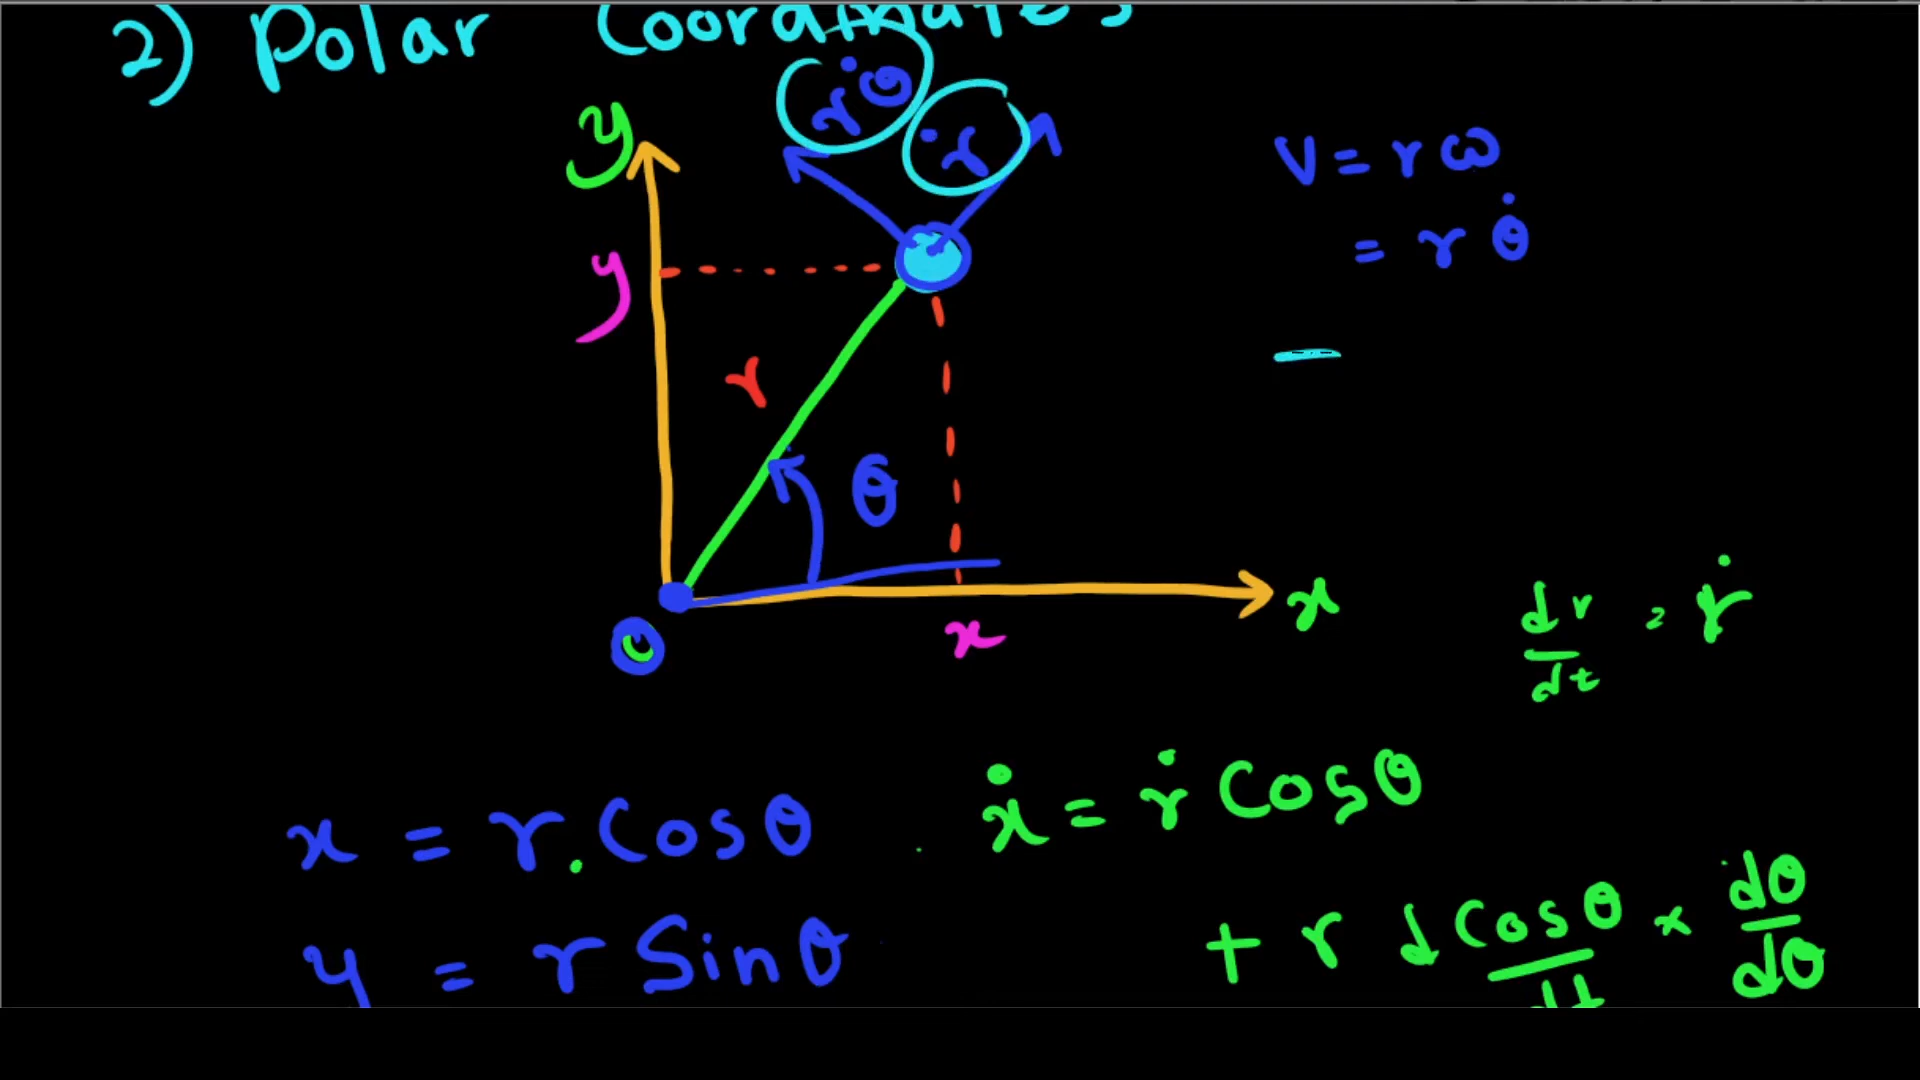 2) Polar Coordinates
y
rθ̇
ṙ
V = rω
= rθ̇
y
r
θ
x
O
x
dr/dt = ṙ
x = r.Cosθ
ẋ = ṙ Cosθ
+ r d Cosθ/dt × dθ/dθ
y = r Sinθ